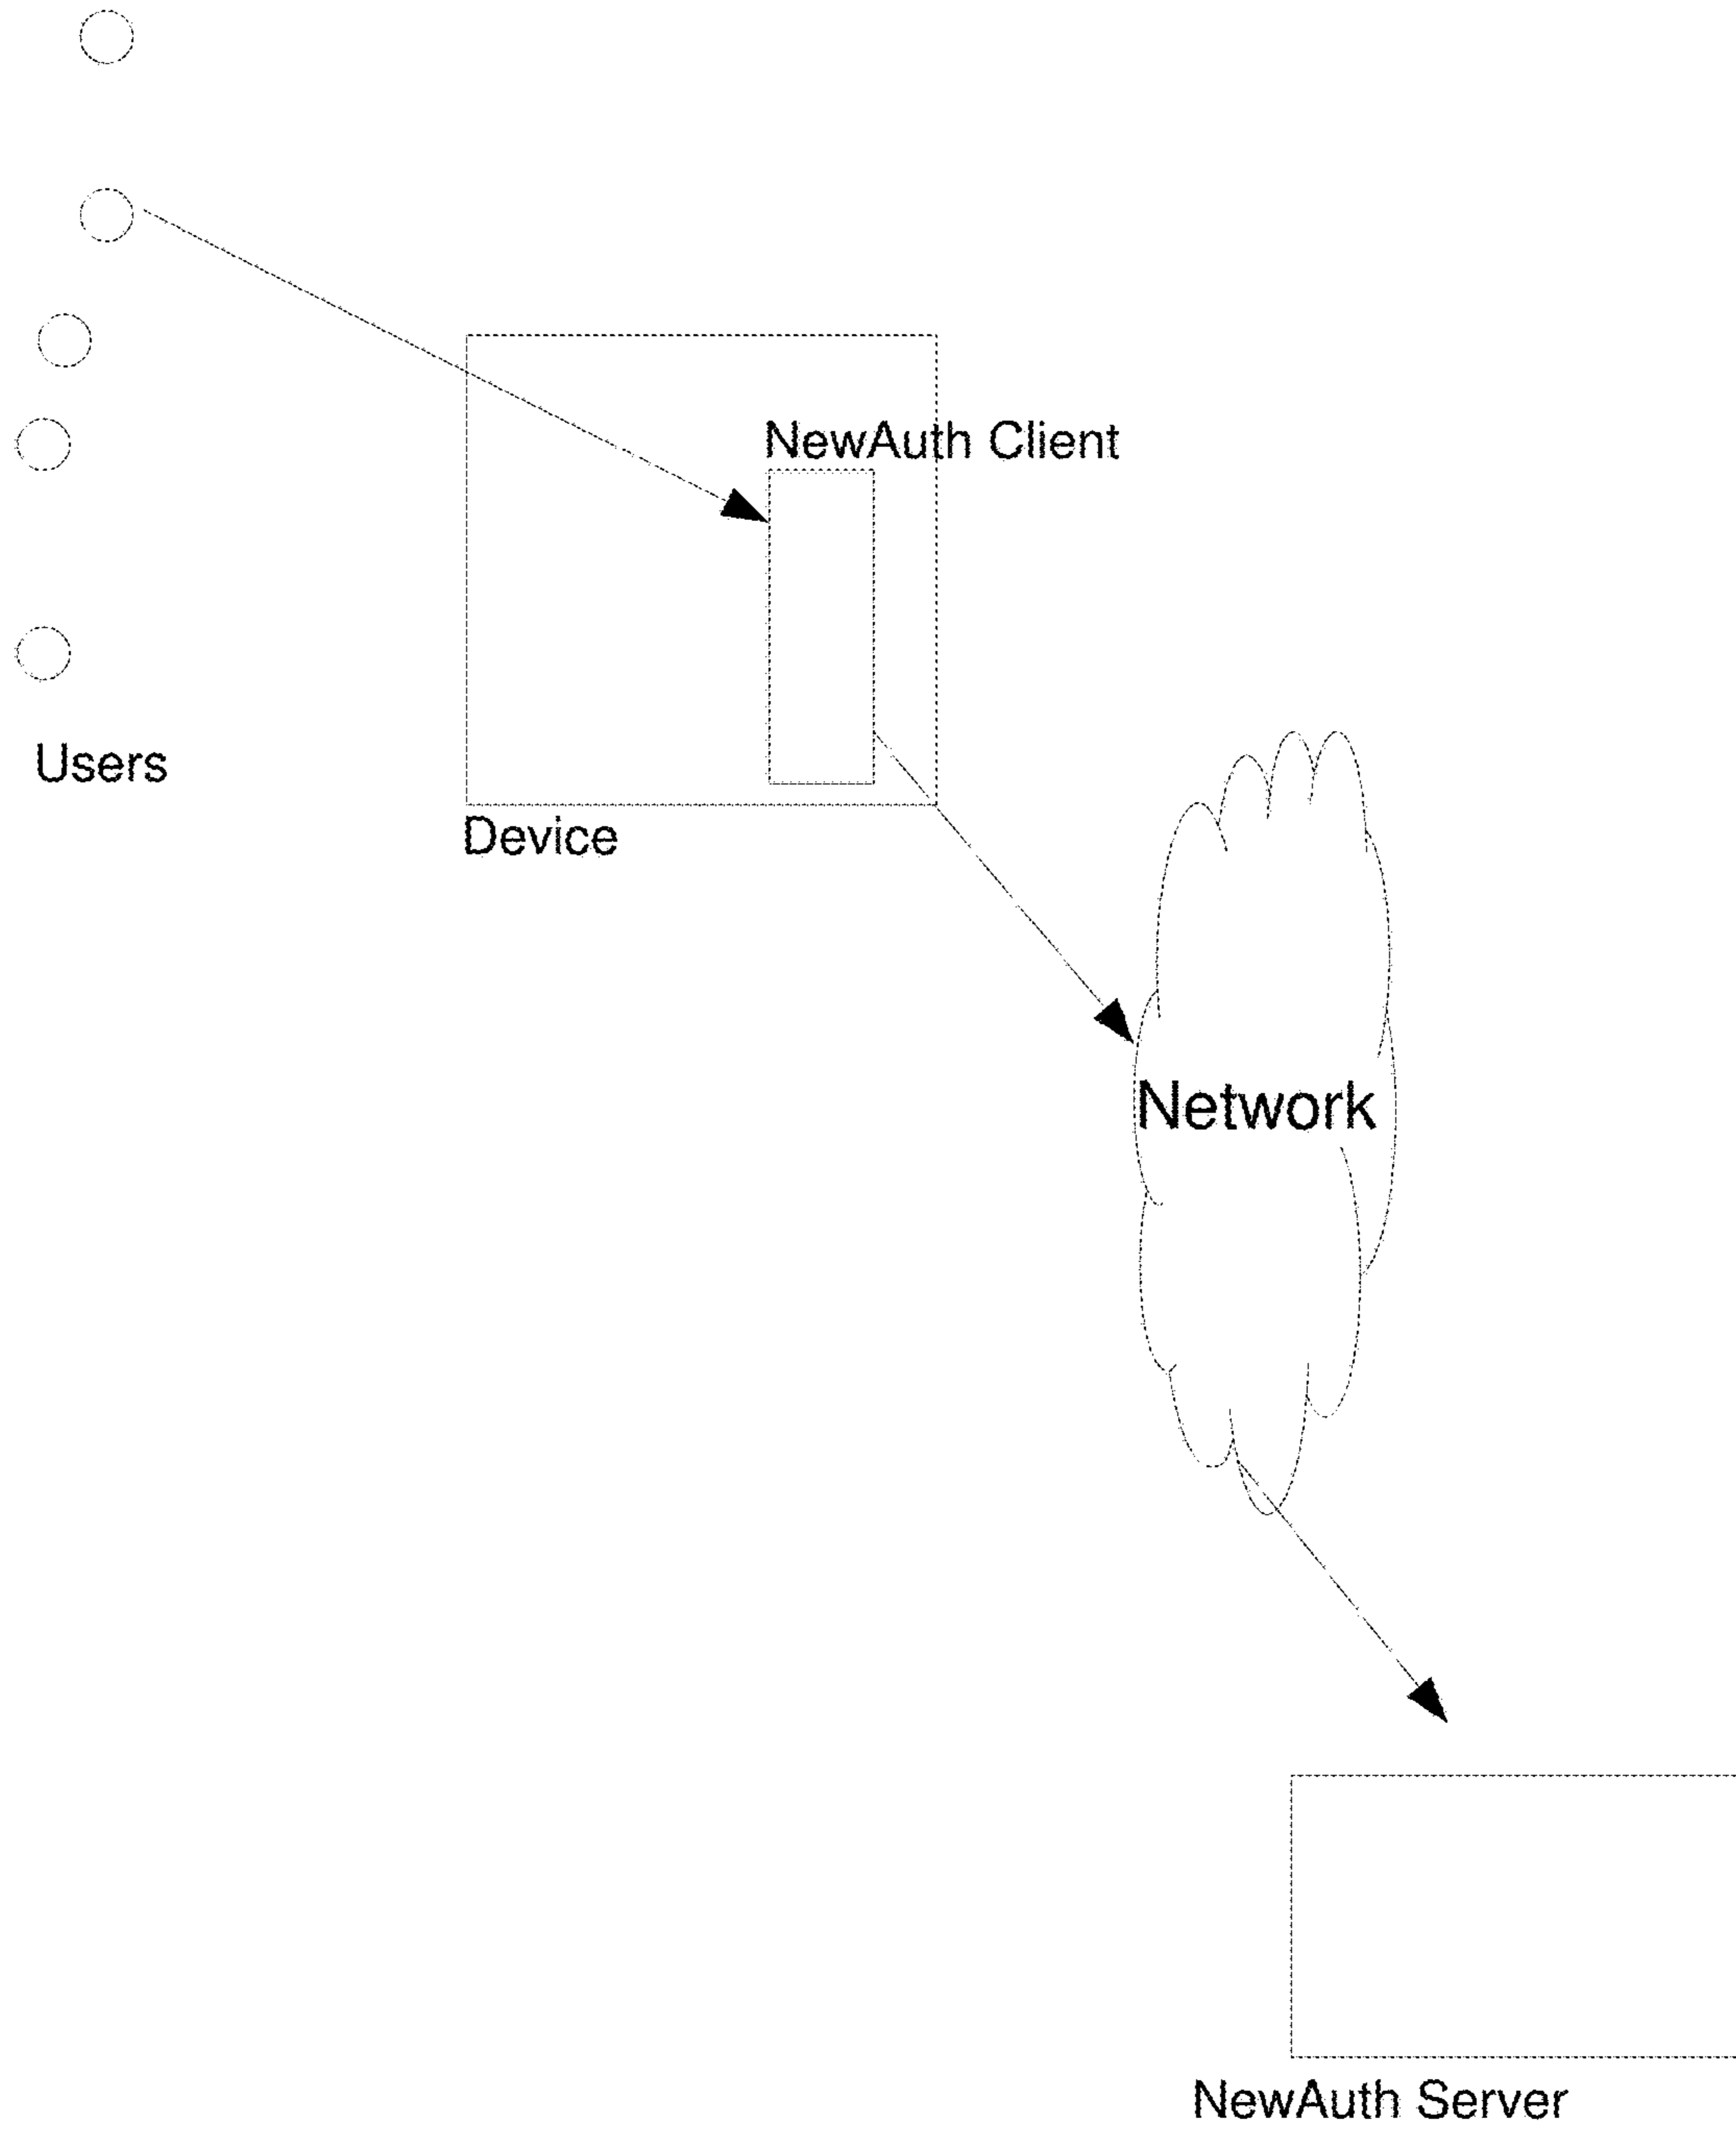 NewAuth Client
Users
Device
Network
NewAuth Server